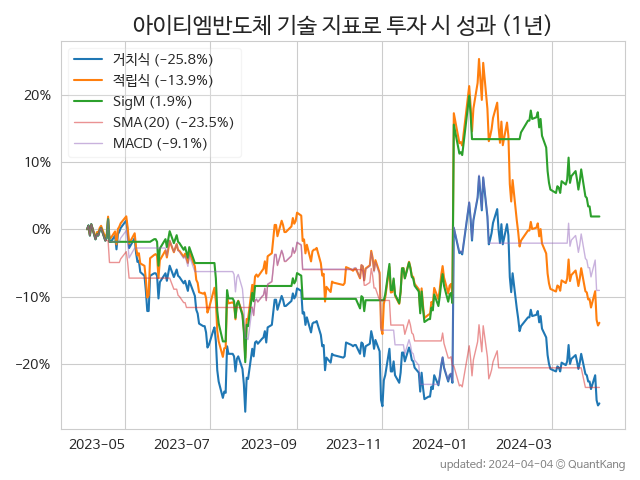 아이티엠반도체 기술 지표로 투자 시 성과 (1년)
거치식 (−25.8%)
적립식 (−13.9%)
SigM (1.9%)
SMA(20) (−23.5%)
MACD (−9.1%)
20%
10%
0%
−10%
−20%
2023−05 2023−07 2023−09 2023−11 2024−01 2024−03
updated: 2024−04−04 ⓒ QuantKang